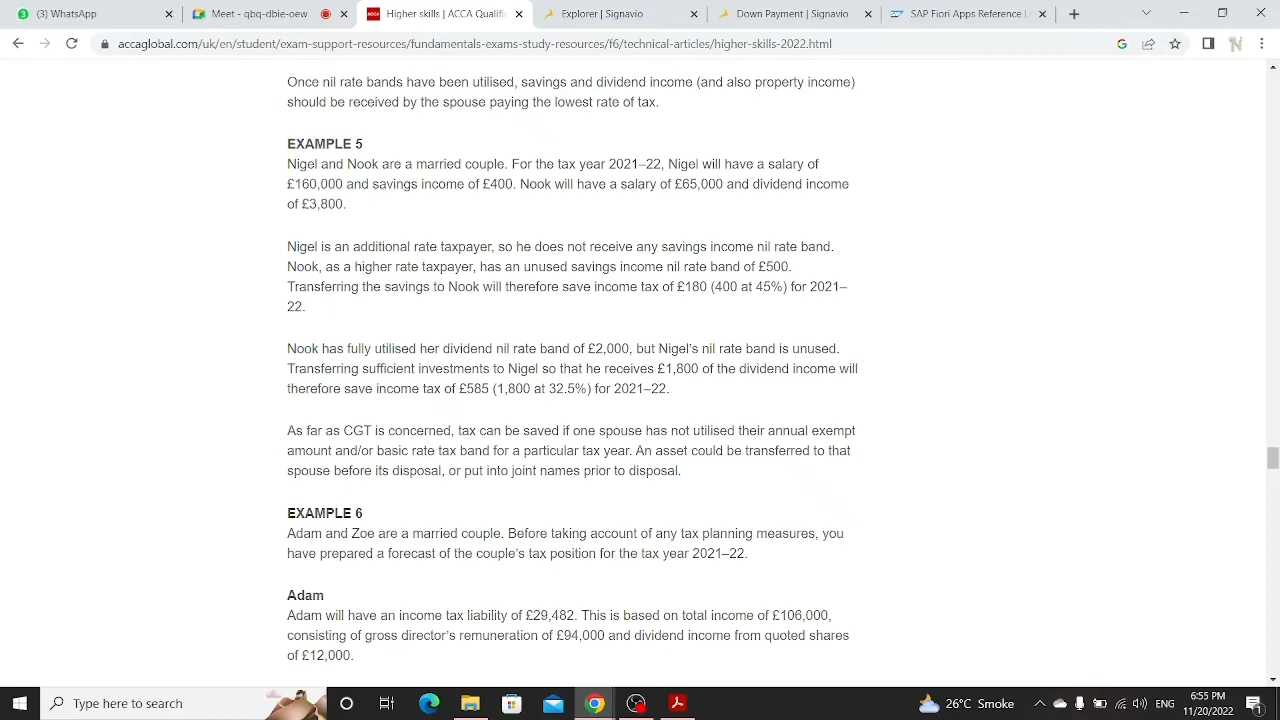 (3) WhatsApp
Meet - qbq-dbie-oew
Higher skills | ACCA Qualific
Explorer | Signavio
Down Payment | Signavio
SAP Fiori Apps Reference L
accaglobal.com/uk/en/student/exam-support-resources/fundamentals-exams-study-resources/f6/technical-articles/higher-skills-2022.html
Once nil rate bands have been utilised, savings and dividend income (and also property income)
should be received by the spouse paying the lowest rate of tax.
EXAMPLE 5
Nigel and Nook are a married couple. For the tax year 2021–22, Nigel will have a salary of
£160,000 and savings income of £400. Nook will have a salary of £65,000 and dividend income
of £3,800.
Nigel is an additional rate taxpayer, so he does not receive any savings income nil rate band.
Nook, as a higher rate taxpayer, has an unused savings income nil rate band of £500.
Transferring the savings to Nook will therefore save income tax of £180 (400 at 45%) for 2021–
22.
Nook has fully utilised her dividend nil rate band of £2,000, but Nigel's nil rate band is unused.
Transferring sufficient investments to Nigel so that he receives £1,800 of the dividend income will
therefore save income tax of £585 (1,800 at 32.5%) for 2021–22.
As far as CGT is concerned, tax can be saved if one spouse has not utilised their annual exempt
amount and/or basic rate tax band for a particular tax year. An asset could be transferred to that
spouse before its disposal, or put into joint names prior to disposal.
EXAMPLE 6
Adam and Zoe are a married couple. Before taking account of any tax planning measures, you
have prepared a forecast of the couple's tax position for the tax year 2021–22.
Adam
Adam will have an income tax liability of £29,482. This is based on total income of £106,000,
consisting of gross director's remuneration of £94,000 and dividend income from quoted shares
of £12,000.
Type here to search
26°C Smoke
ENG
6:55 PM
11/20/2022